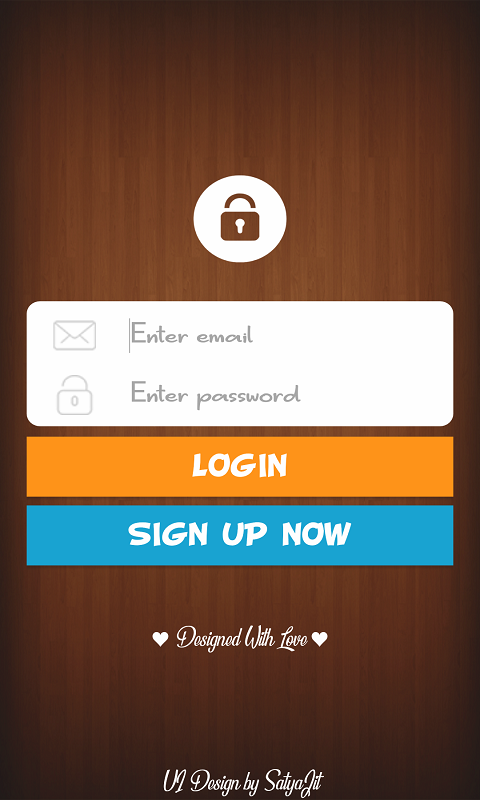 Enter email
Enter password
LOGIN
SIGN UP NOW
Designed With Love
UI Design by SatyaJit